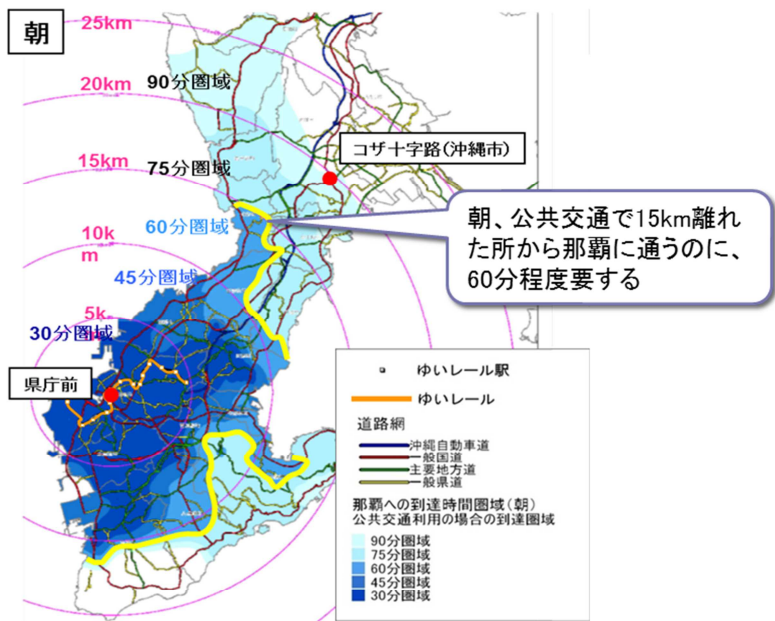 朝
25km
90分圏域
20km
コザ十字路(沖縄市)
15km
75分圏域
朝、公共交通で15km離れ
た所から那覇に通うのに、
60分程度要する
60分圏域
10k
m
45分圏域
5k
m
30分圏域
県庁前
ゆいレール駅
ゆいレール
道路網
沖縄自動車道
一般国道
主要地方道
一般県道
那覇への到達時間圏域(朝)
公共交通利用の場合の到達圏域
90分圏域
75分圏域
60分圏域
45分圏域
30分圏域